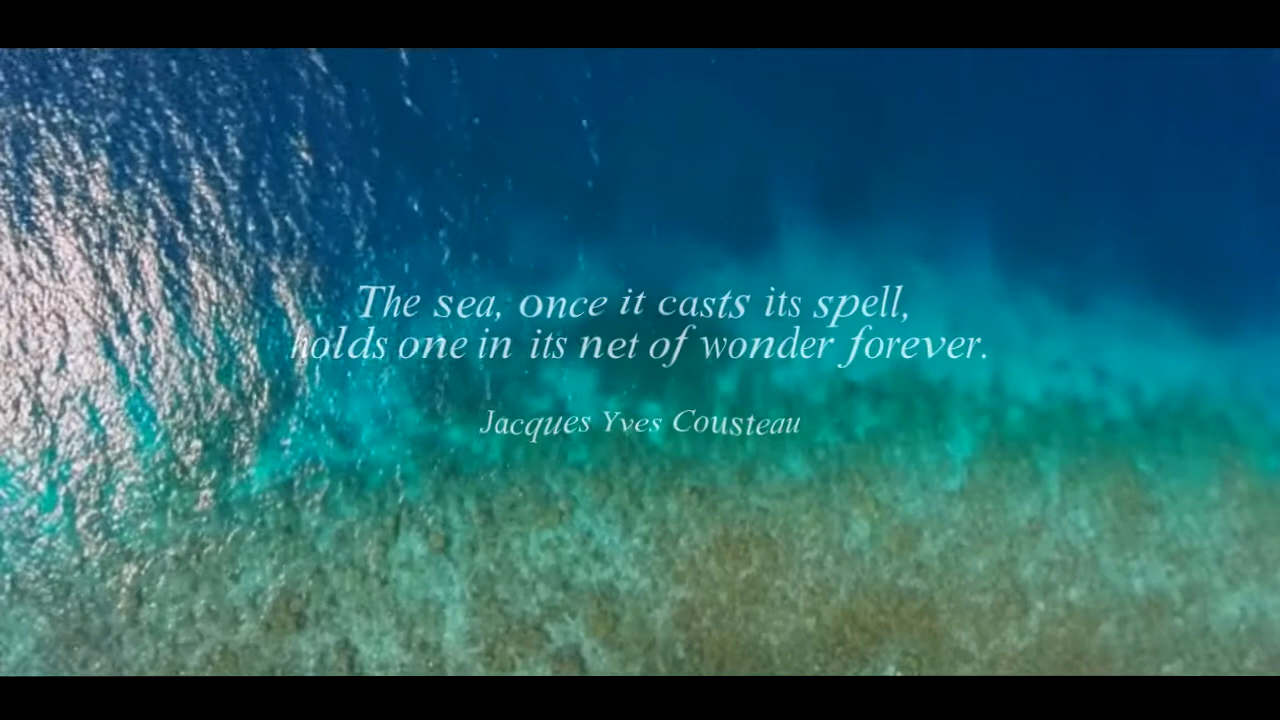 The sea, once it casts its spell,
holds one in its net of wonder forever.
Jacques Yves Cousteau